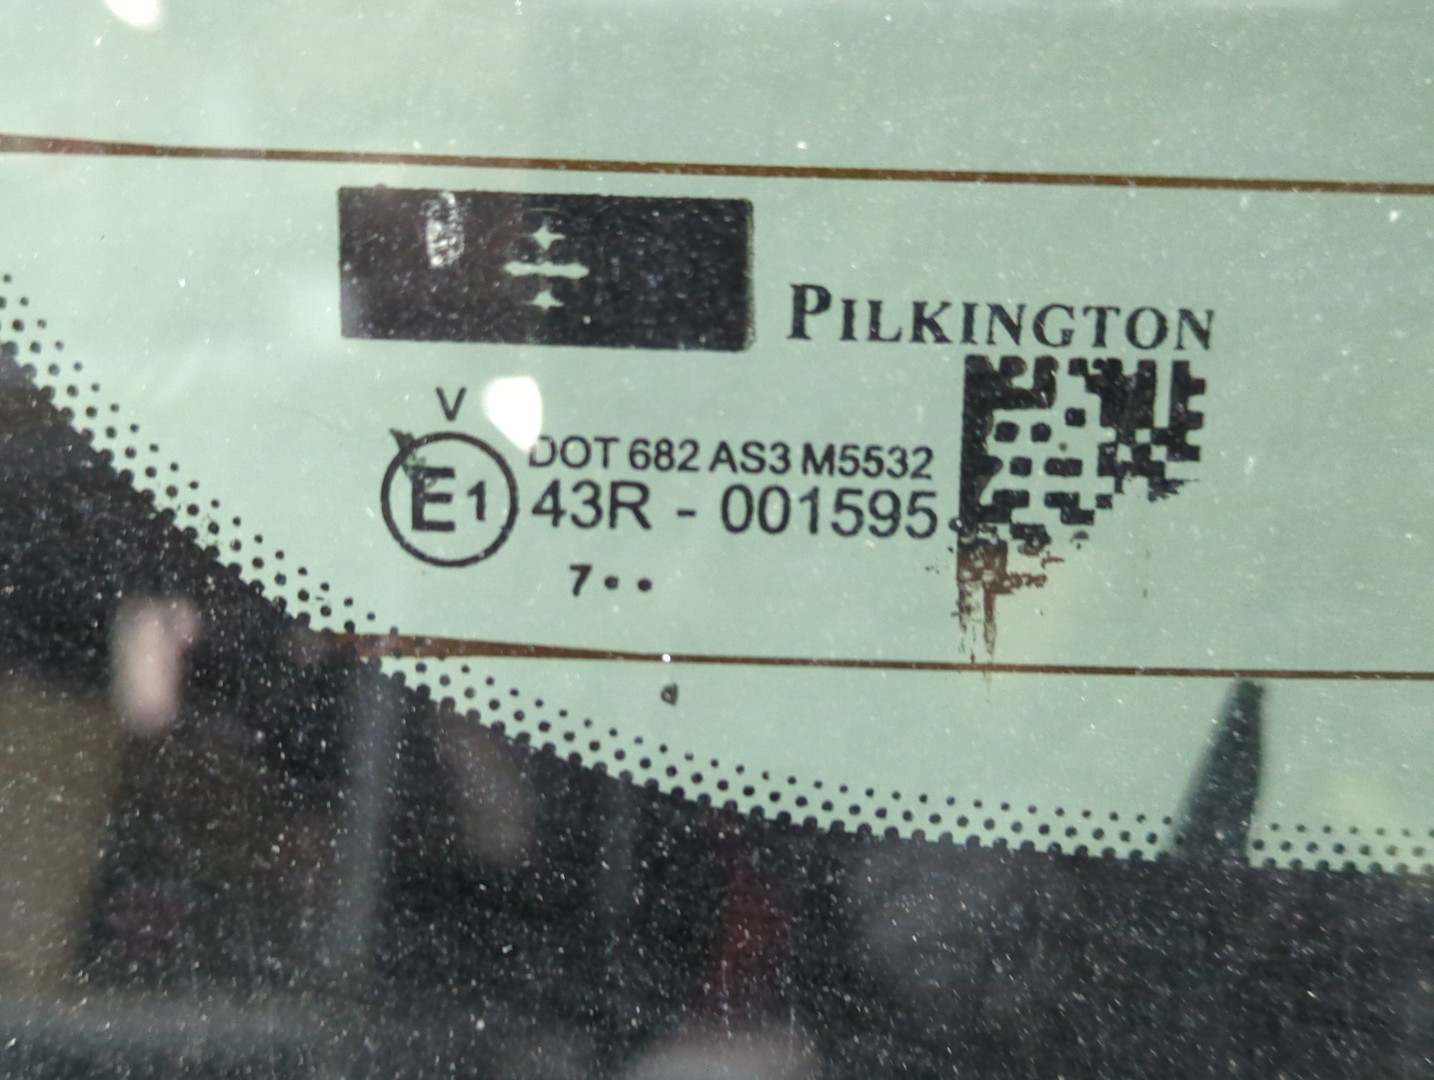 PILKINGTON
V
DOT 682 AS3 M5532
E1 43R - 001595
7 • •